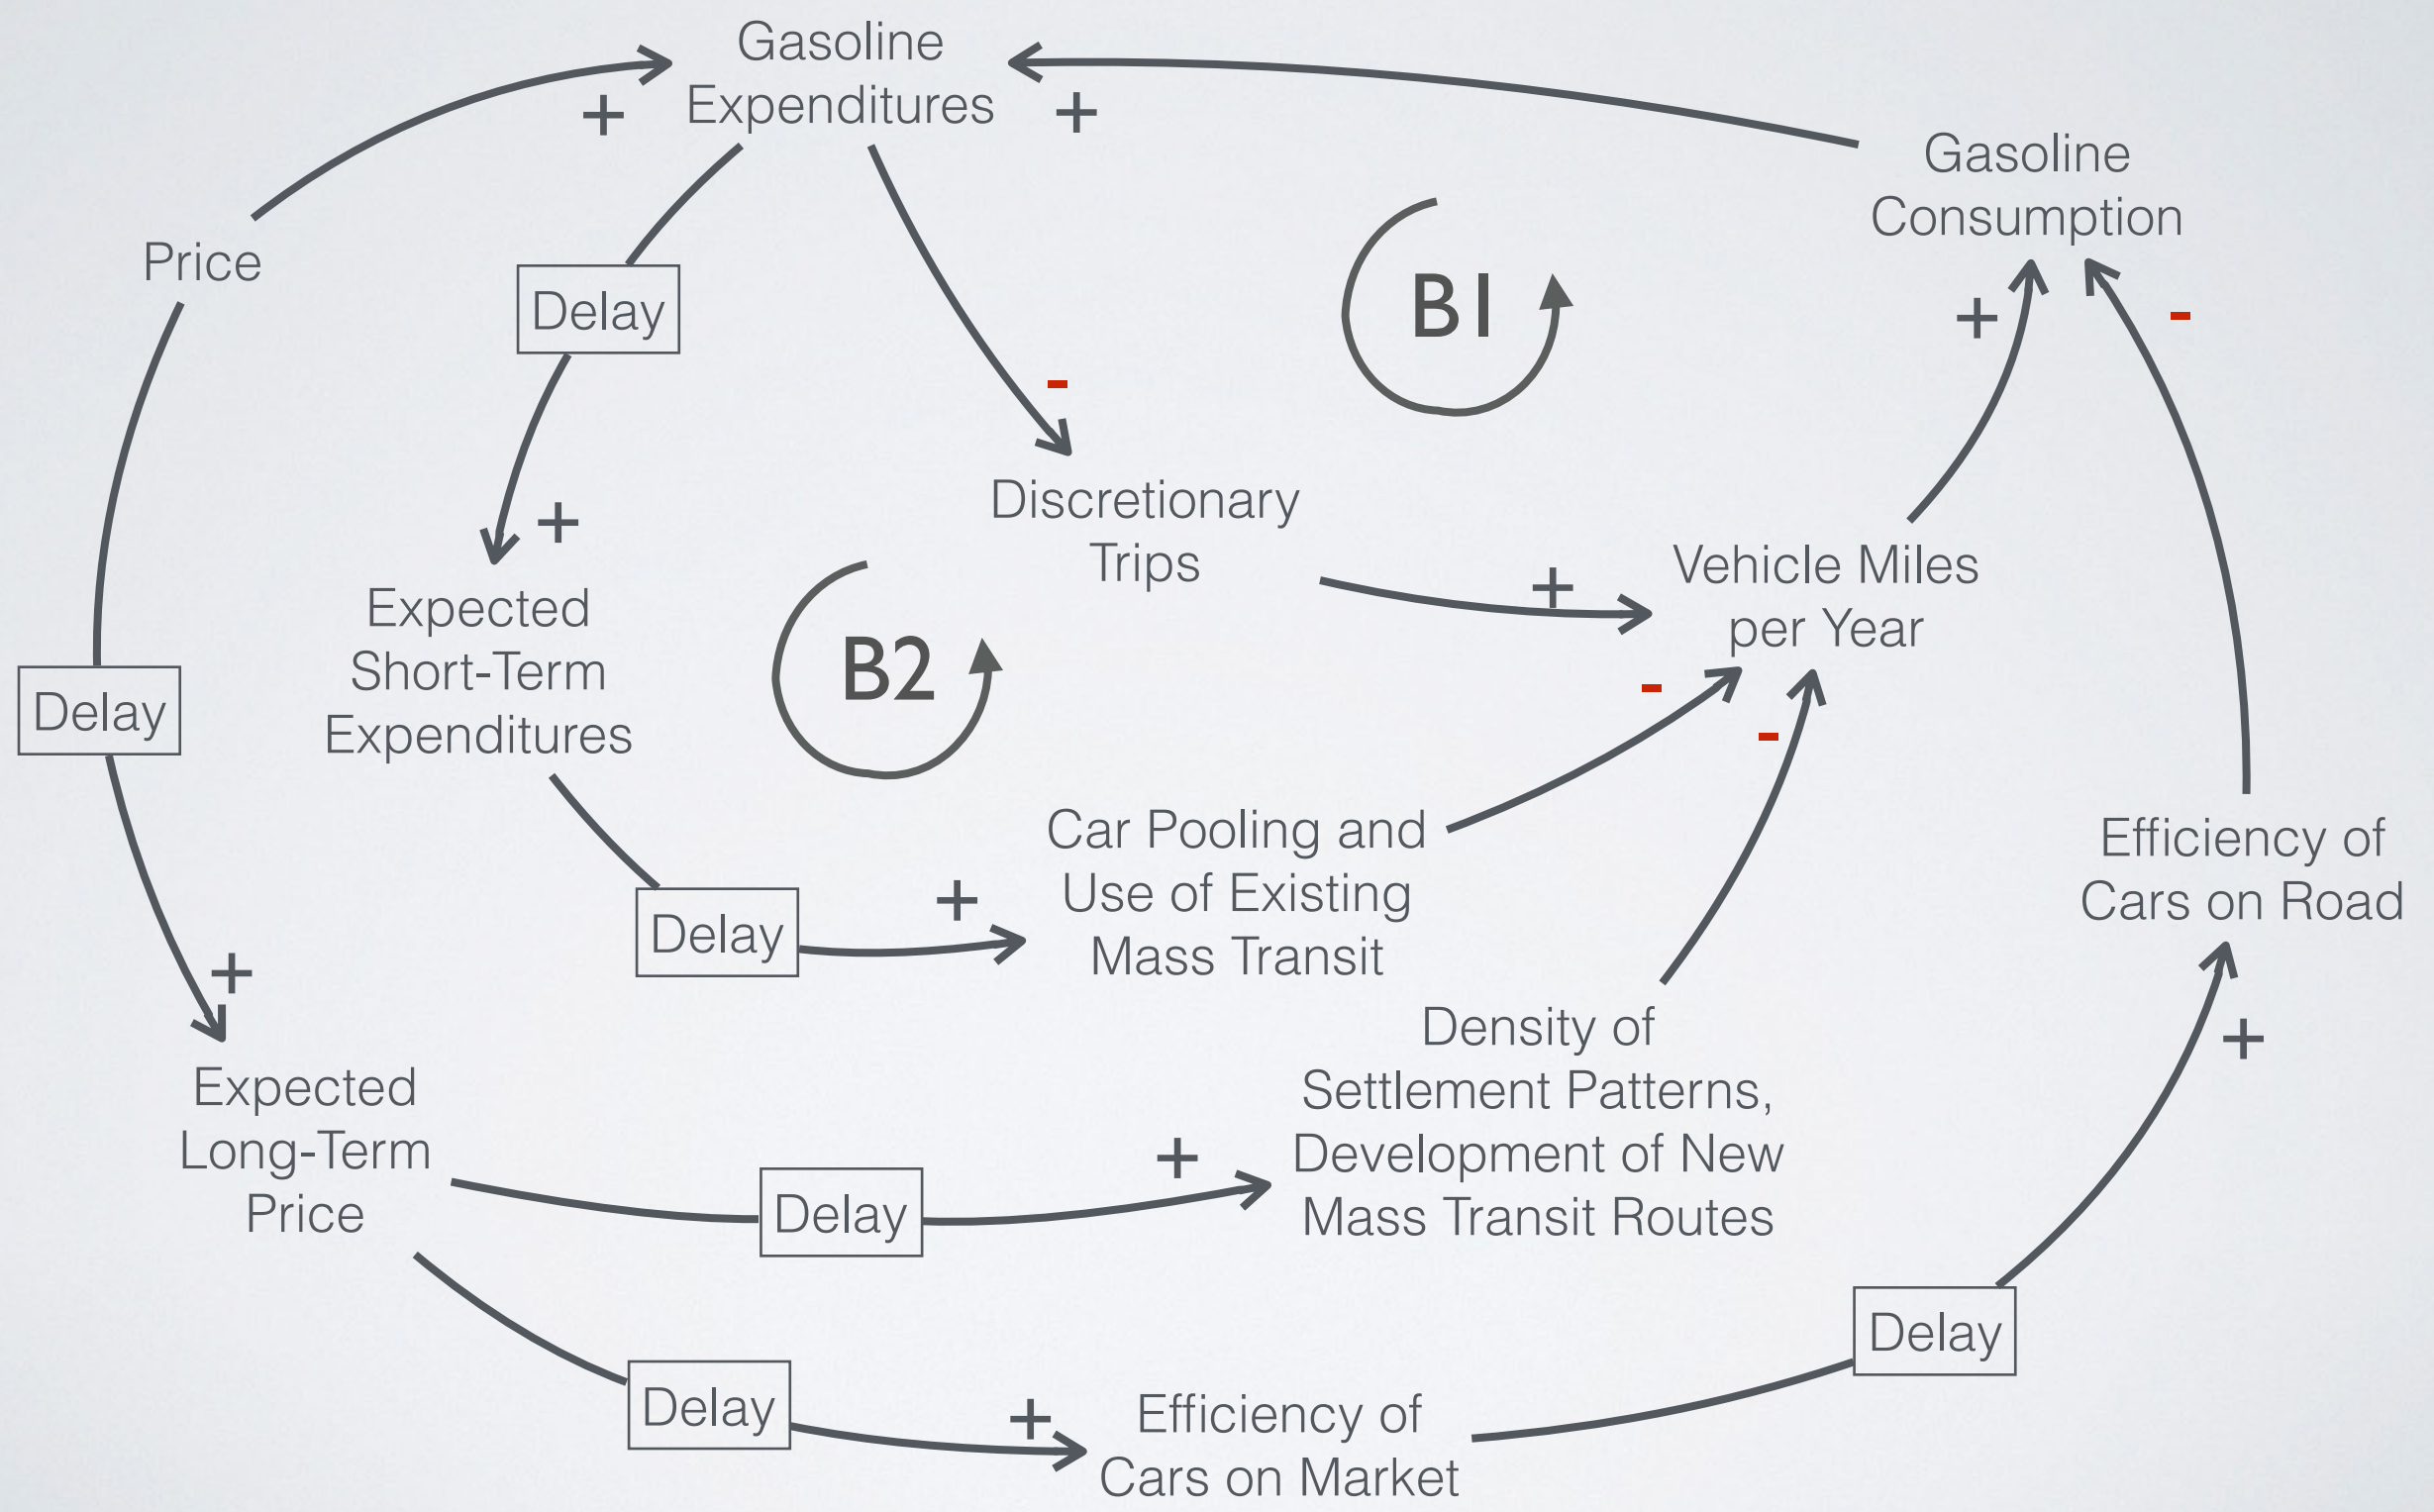 Gasoline
Expenditures
+
+
Gasoline
Consumption
Price
Delay
B1
+
-
-
Discretionary
Trips
+
Expected
Short-Term
Expenditures
B2
+
Vehicle Miles
per Year
-
-
Delay
Delay
+
Car Pooling and
Use of Existing
Mass Transit
Efficiency of
Cars on Road
+
+
Expected
Long-Term
Price
Delay
+
Density of
Settlement Patterns,
Development of New
Mass Transit Routes
Delay
Delay
+
Efficiency of
Cars on Market